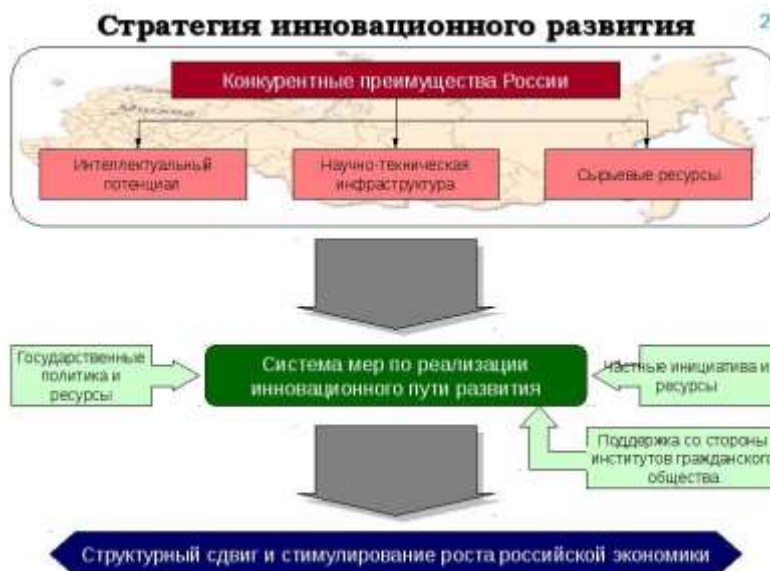 Стратегия инновационного развития
2
Конкурентные преимущества России
Москва
Интеллектуальный
потенциал
Научно-техническая
инфраструктура
Сырьевые ресурсы
Государственные
политика и
ресурсы
Система мер по реализации
инновационного пути развития
Частные инициатива и
ресурсы
Поддержка со стороны
институтов гражданского
общества
Структурный сдвиг и стимулирование роста российской экономики